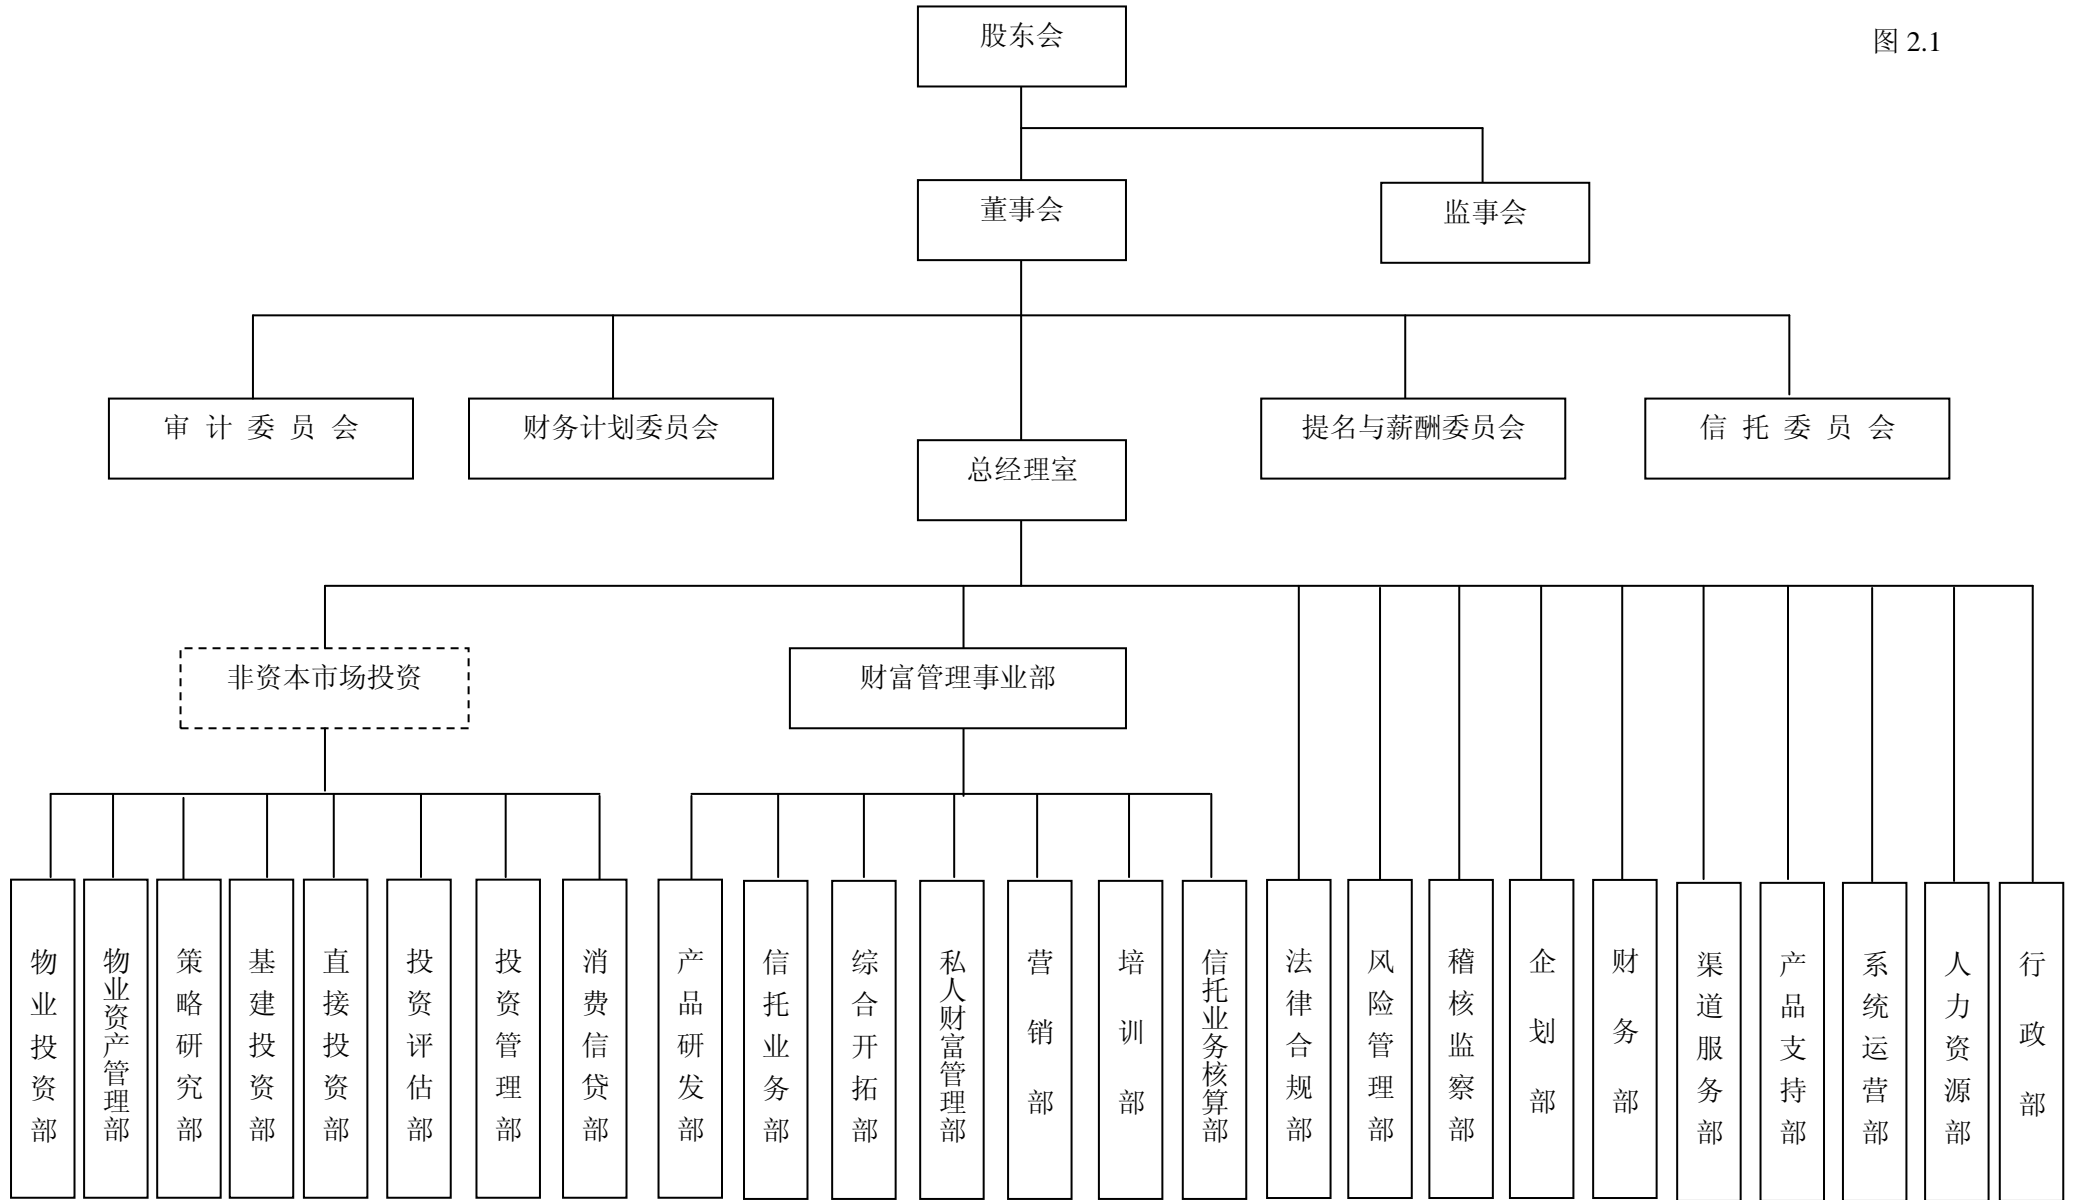 图 2.1
股东会
董事会
监事会
审 计 委 员 会
财务计划委员会
总经理室
提名与薪酬委员会
信 托 委 员 会
非资本市场投资
财富管理事业部
物业投资部
物业资产管理部
策略研究部
基建投资部
直接投资部
投资评估部
投资管理部
消费信贷部
产品研发部
信托业务部
综合开拓部
私人财富管理部
营销部
培训部
信托业务核算部
法律合规部
风险管理部
稽核监察部
企划部
财务部
渠道服务部
产品支持部
系统运营部
人力资源部
行政部